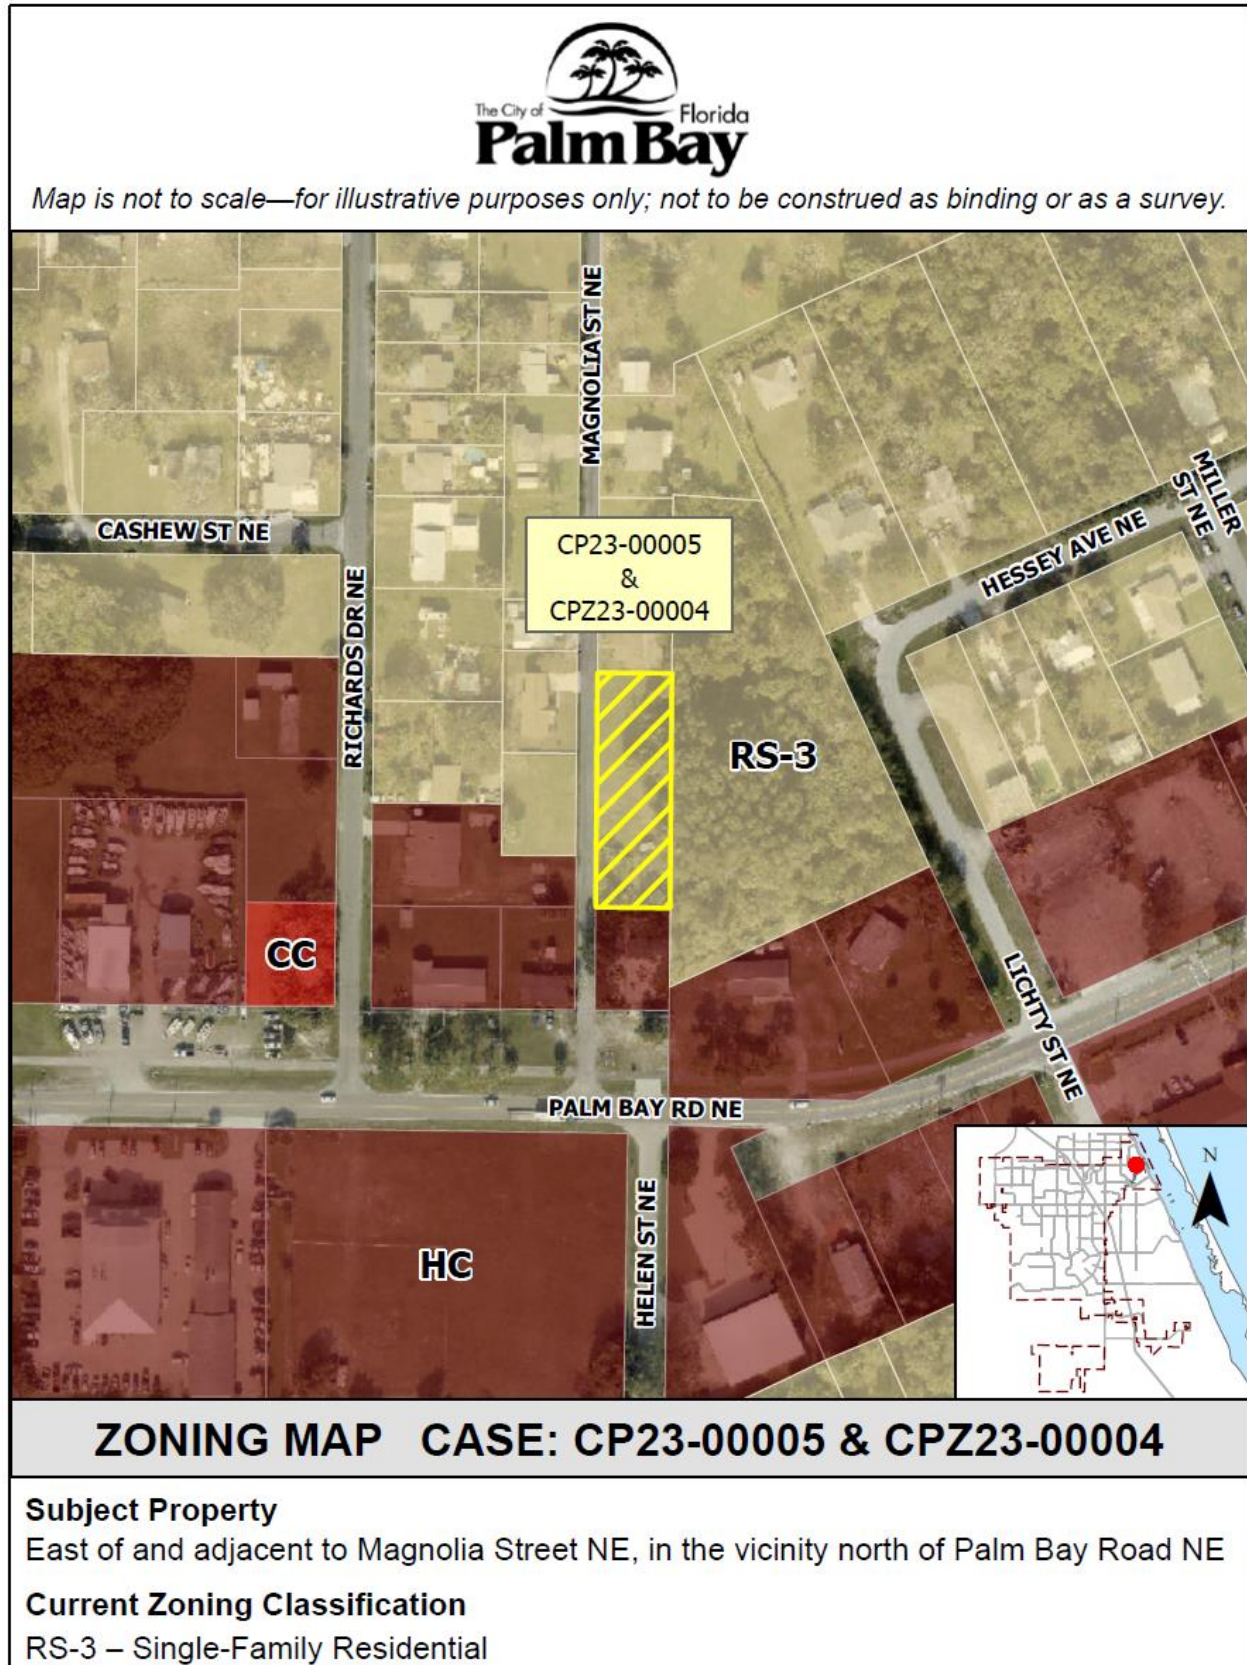 The City of Florida
Palm Bay
Map is not to scale—for illustrative purposes only; not to be construed as binding or as a survey.
MAGNOLIA ST NE
CASHEW ST NE
CP23-00005
&
CPZ23-00004
MILLER
ST NE
HESSEY AVE NE
RICHARDS DR NE
RS-3
CC
LICHTY ST NE
PALM BAY RD NE
HELEN ST NE
HC
N
ZONING MAP CASE: CP23-00005 & CPZ23-00004
Subject Property
East of and adjacent to Magnolia Street NE, in the vicinity north of Palm Bay Road NE
Current Zoning Classification
RS-3 – Single-Family Residential